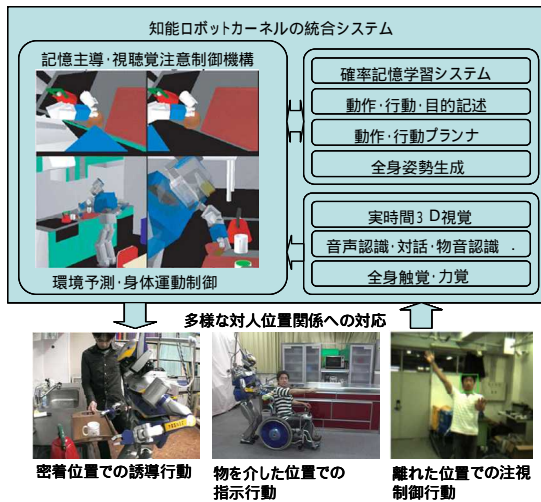 知能ロボットカーネルの統合システム
記憶主導・視聴覚注意制御機構
環境予測・身体運動制御
確率記憶学習システム
動作・行動・目的記述
動作・行動プランナ
全身姿勢生成
実時間3D視覚
音声認識・対話・物音認識 .
全身触覚・力覚
多様な対人位置関係への対応
密着位置での誘導行動
物を介した位置での
指示行動
離れた位置での注視
制御行動